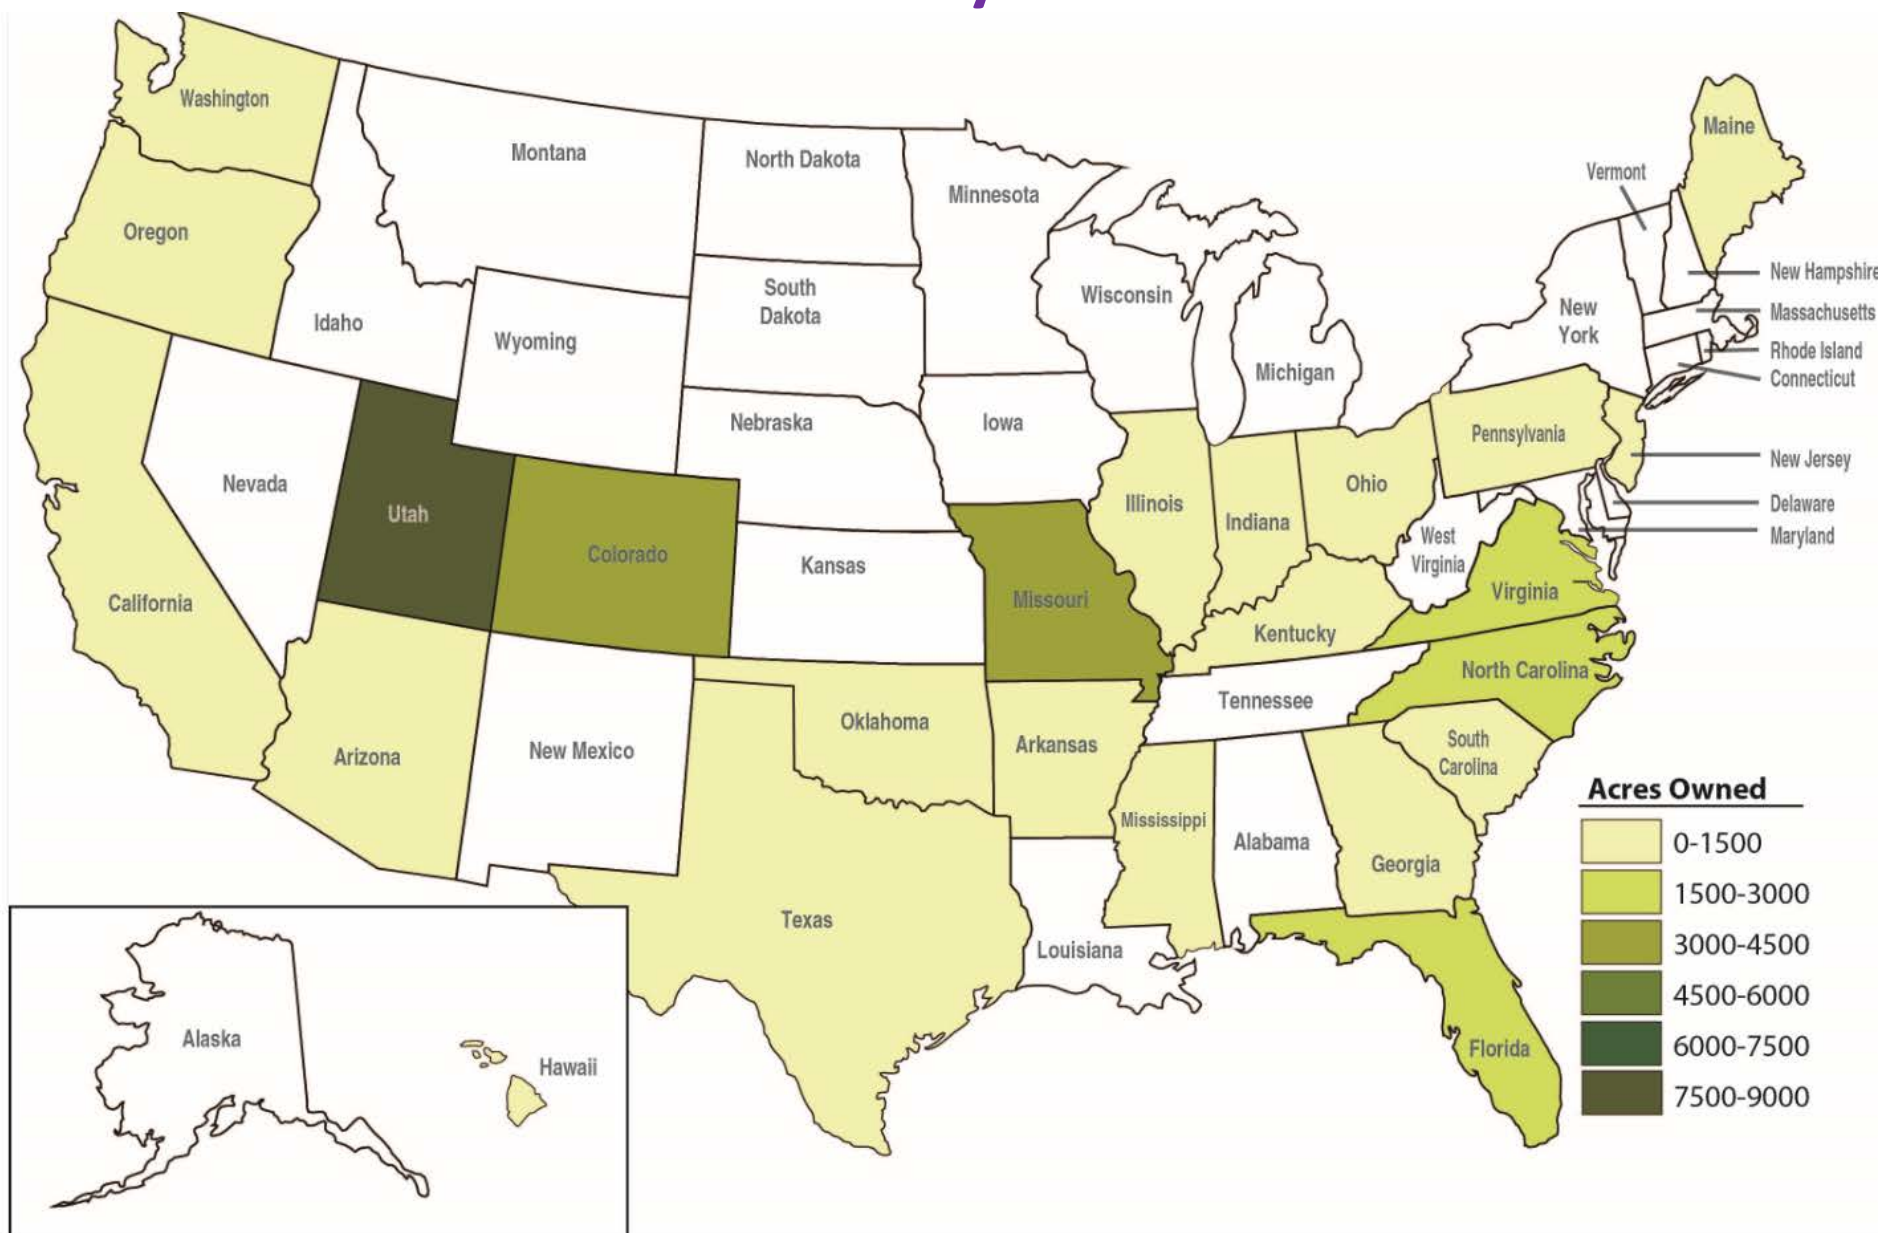 Washington
Montana
North Dakota
Minnesota
Maine
Vermont
Oregon
Idaho
Wyoming
South
Dakota
Wisconsin
Michigan
New
York
New Hampshire
Massachusetts
Rhode Island
Connecticut
Nevada
Utah
Colorado
Nebraska
Iowa
Illinois
Indiana
Ohio
Pennsylvania
New Jersey
Delaware
Maryland
West
Virginia
Virginia
California
Kansas
Missouri
Kentucky
North Carolina
Tennessee
Arizona
New Mexico
Oklahoma
Arkansas
South
Carolina
Mississippi
Alabama
Georgia
Texas
Louisiana
Florida
Alaska
Hawaii
Acres Owned
0-1500
1500-3000
3000-4500
4500-6000
6000-7500
7500-9000